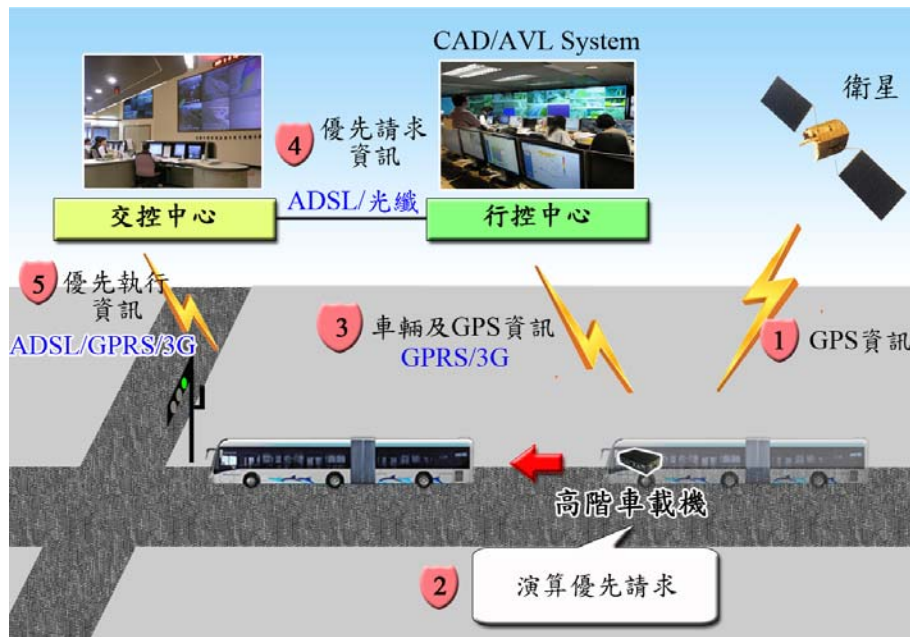 CAD/AVL System
衛星
4
優先請求
資訊
ADSL/光纖
交控中心
行控中心
5
優先執行
資訊
ADSL/GPRS/3G
3
車輛及GPS資訊
GPRS/3G
1
GPS資訊
高階車載機
2
演算優先請求